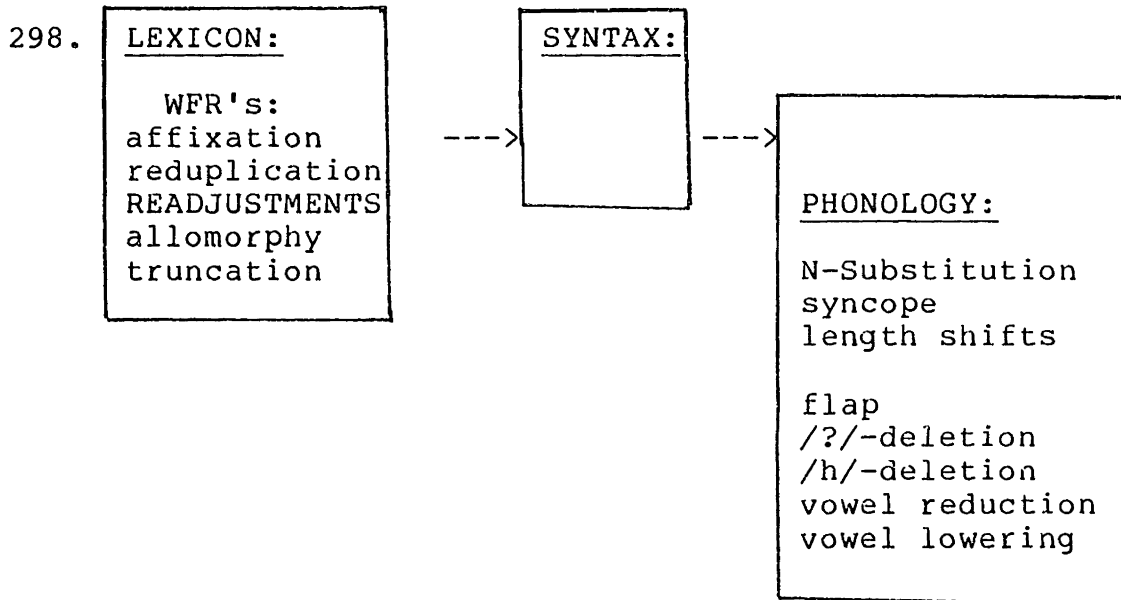 298.
LEXICON:
WFR's:
affixation
reduplication
READJUSTMENTS
allomorphy
truncation
--->
SYNTAX:
--->
PHONOLOGY:
N-Substitution
syncope
length shifts
flap
/?/-deletion
/h/-deletion
vowel reduction
vowel lowering